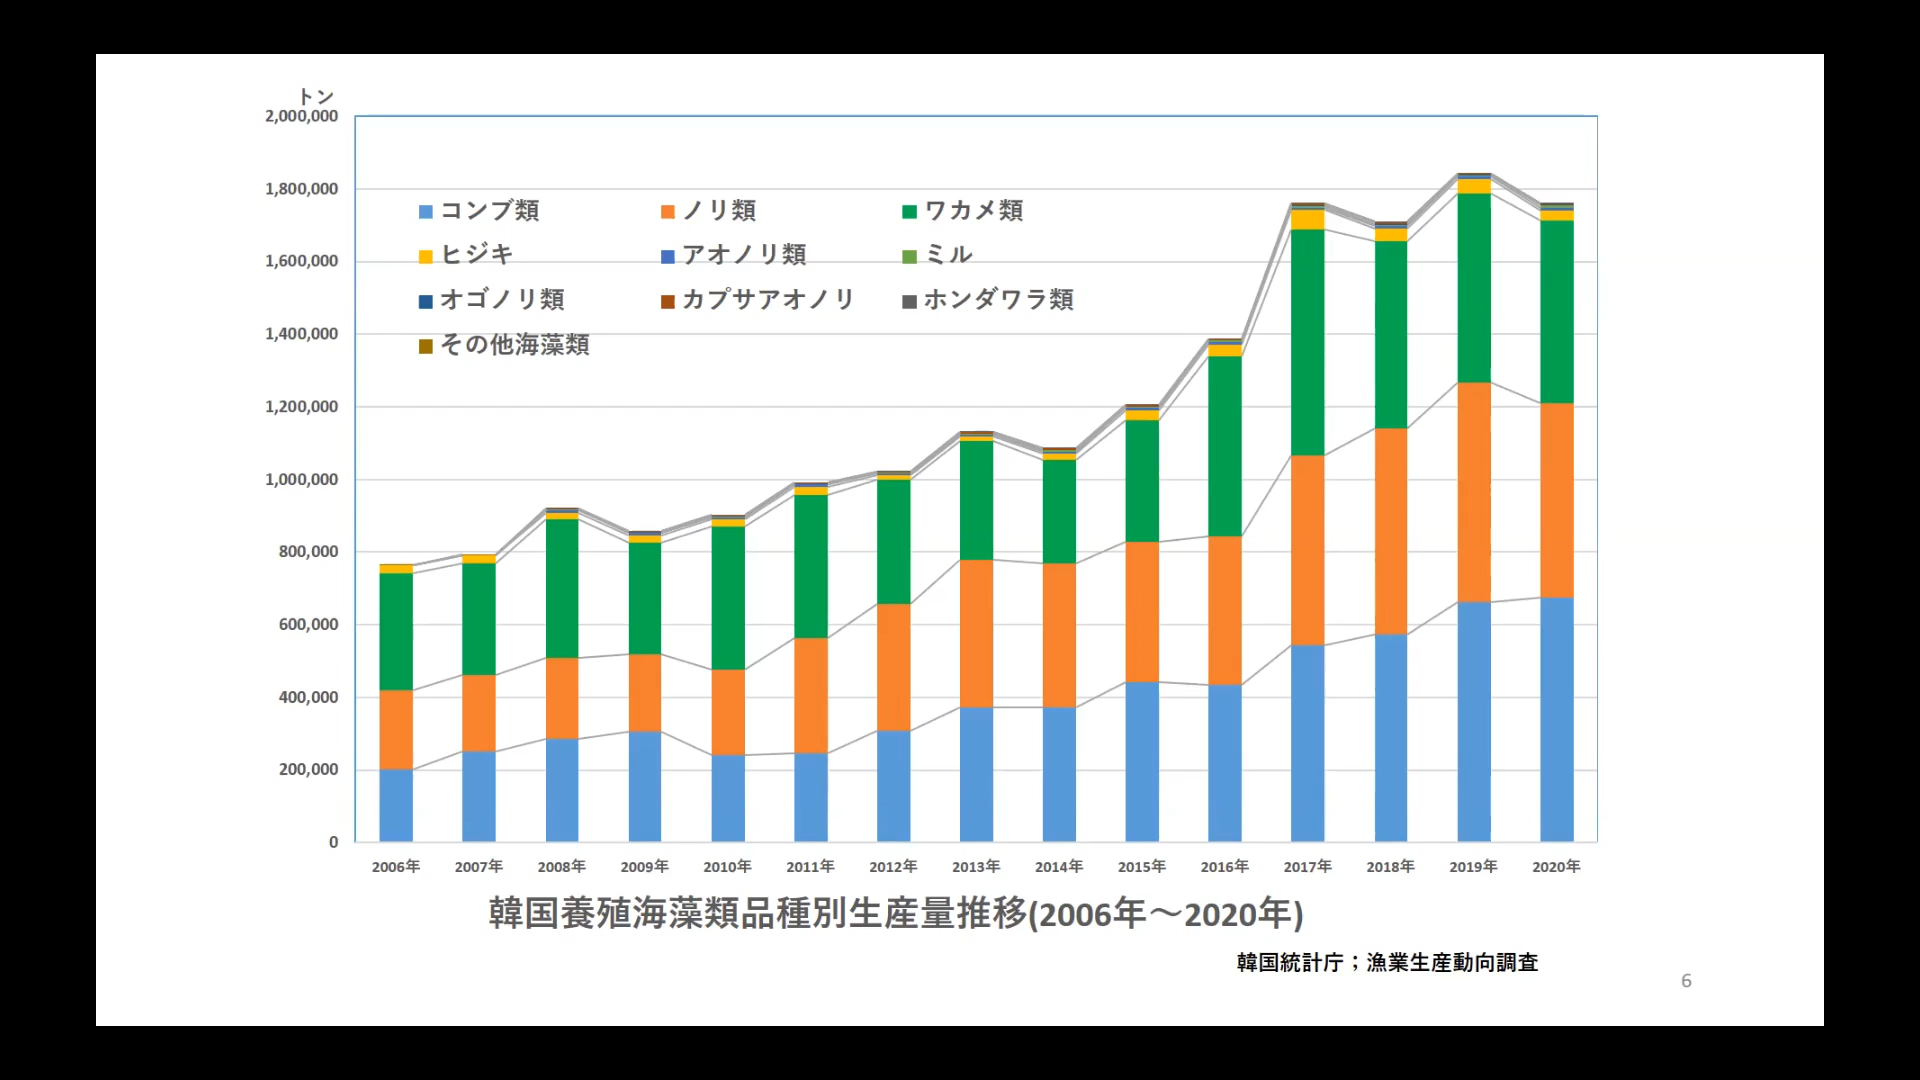 トン
2,000,000
1,800,000
1,600,000
1,400,000
1,200,000
1,000,000
800,000
600,000
400,000
200,000
0
コンブ類 ノリ類 ワカメ類
ヒジキ アオノリ類 ミル
オゴノリ類 カプサアオノリ ホンダワラ類
その他海藻類
2006年 2007年 2008年 2009年 2010年 2011年 2012年 2013年 2014年 2015年 2016年 2017年 2018年 2019年 2020年
韓国養殖海藻類品種別生産量推移(2006年～2020年)
韓国統計庁；漁業生産動向調査
6